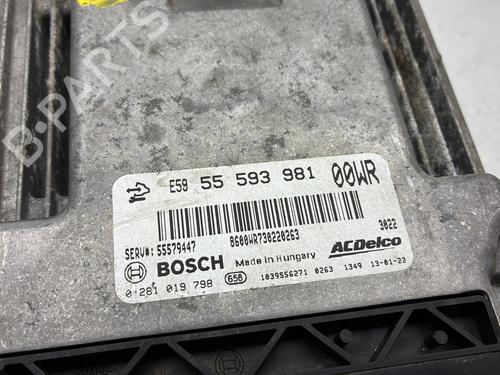 B-PARTS
E59 55 593 981 00WR
SERV#: 55579447 8600WR730220263 3022
BOSCH Made in Hungary ACDelco
0 281 019 798 658 1039S56271 0263 1349 13-01-22